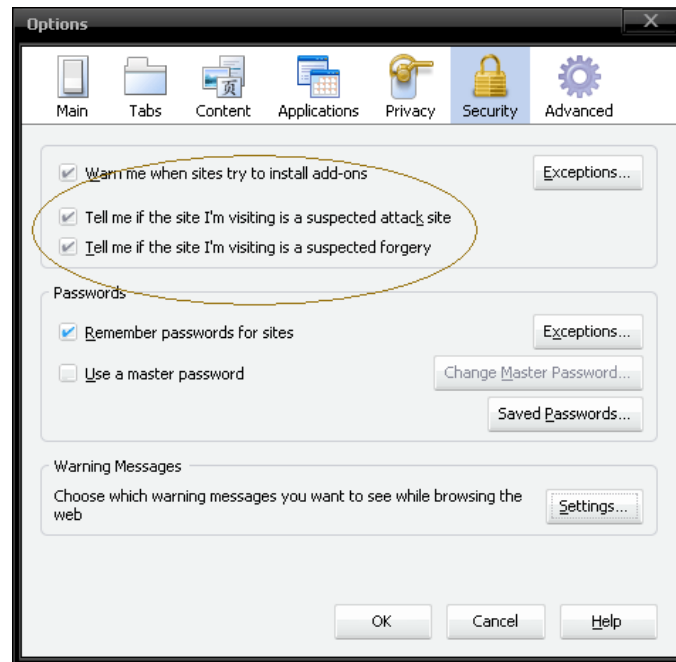 Options
X
页
Main Tabs Content Applications Privacy Security Advanced
Warn me when sites try to install add-ons Exceptions...
Tell me if the site I'm visiting is a suspected attack site
Tell me if the site I'm visiting is a suspected forgery
Passwords
Remember passwords for sites Exceptions...
Use a master password Change Master Password...
Saved Passwords...
Warning Messages
Choose which warning messages you want to see while browsing the
web
Settings...
OK Cancel Help